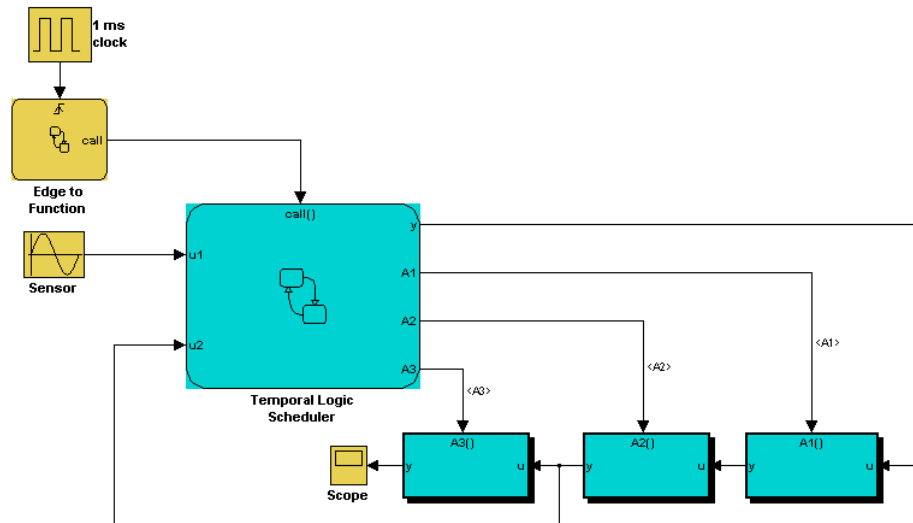 1 ms
clock
call
Edge to
Function
call()
y
u1
Sensor
A1
A2
u2
<A1>
<A2>
A3
<A3>
Temporal Logic
Scheduler
A3()
A2()
A1()
y
u
y
u
y
u
Scope